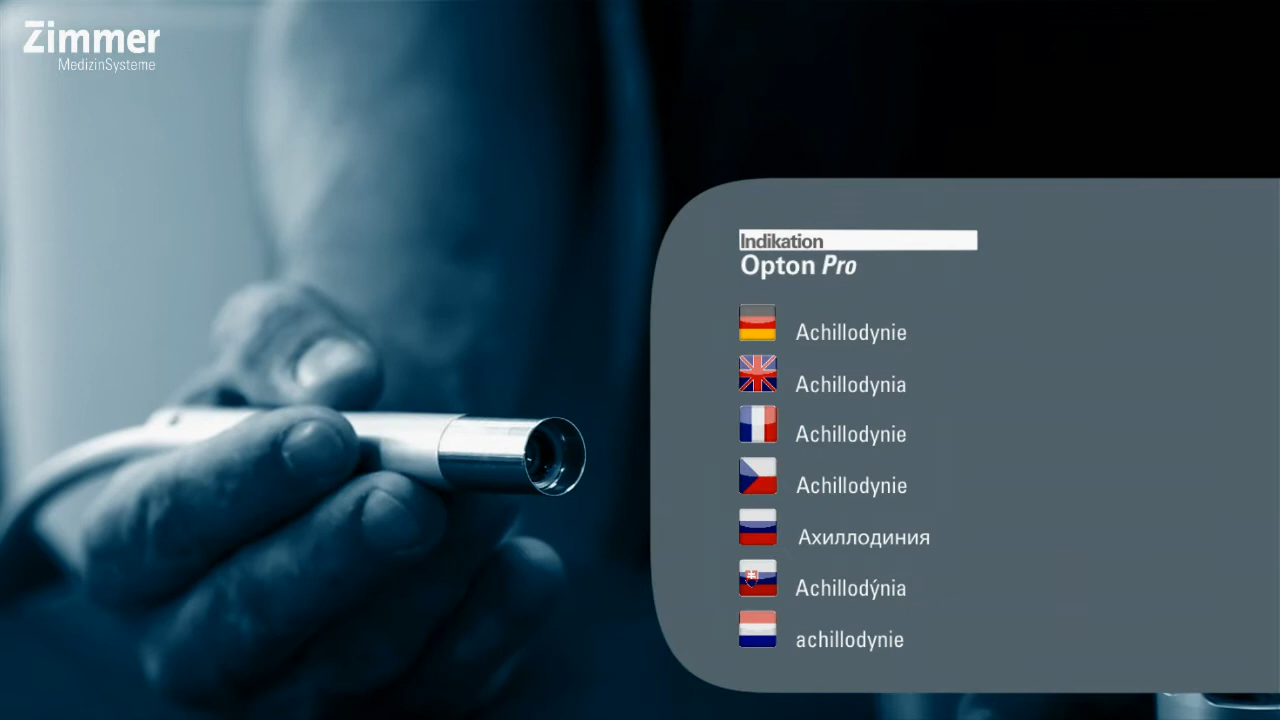 Zimmer
MedizinSysteme
Indikation
Opton Pro
Achillodynie
Achillodynia
Achillodynie
Achillodynie
Ахиллодиния
Achillodýnia
achillodynie